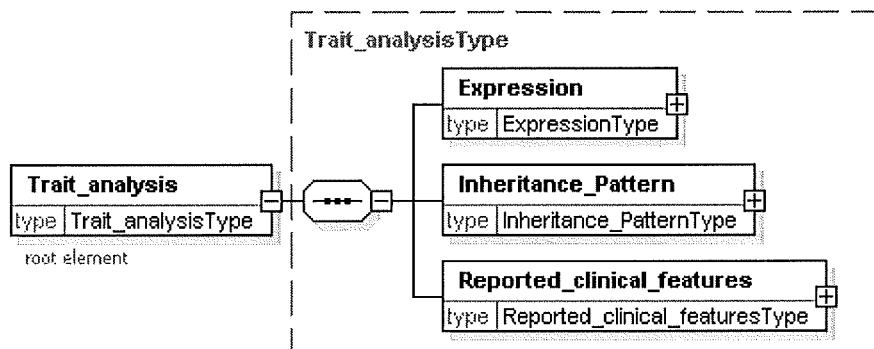 Trait_analysisType
Expression
type ExpressionType
Trait_analysis
type Trait_analysisType
root element
Inheritance_Pattern
type Inheritance_PatternType
Reported_clinical_features
type Reported_clinical_featuresType